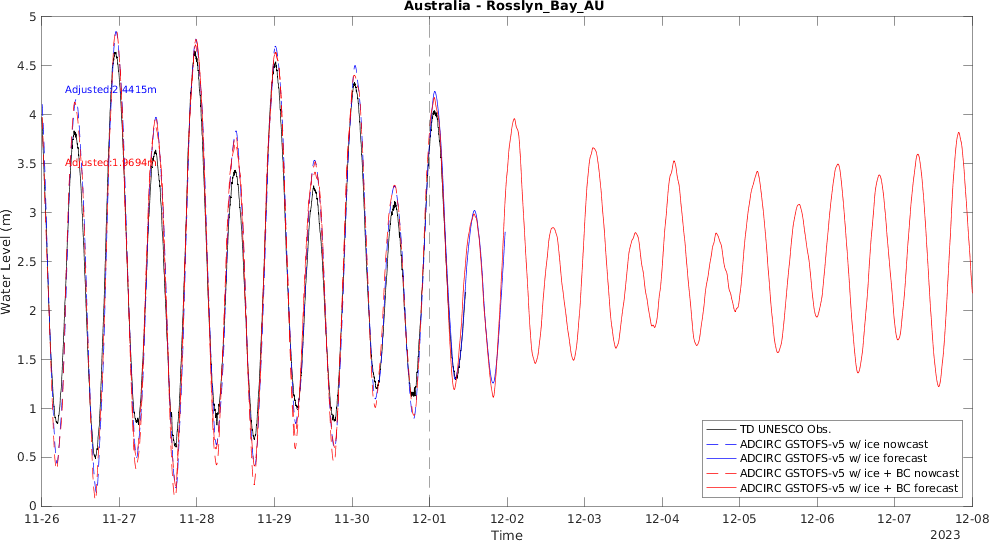 Australia - Rosslyn_Bay_AU
5
4.5
4
3.5
3
2.5
2
1.5
1
0.5
0
Water Level (m)
Adjusted:2.4415m
Adjusted:1.9694m
TD UNESCO Obs.
ADCIRC GSTOFS-v5 w/ ice nowcast
ADCIRC GSTOFS-v5 w/ ice forecast
ADCIRC GSTOFS-v5 w/ ice + BC nowcast
ADCIRC GSTOFS-v5 w/ ice + BC forecast
11-26 11-27 11-28 11-29 11-30 12-01 12-02 12-03 12-04 12-05 12-06 12-07 12-08
Time
2023